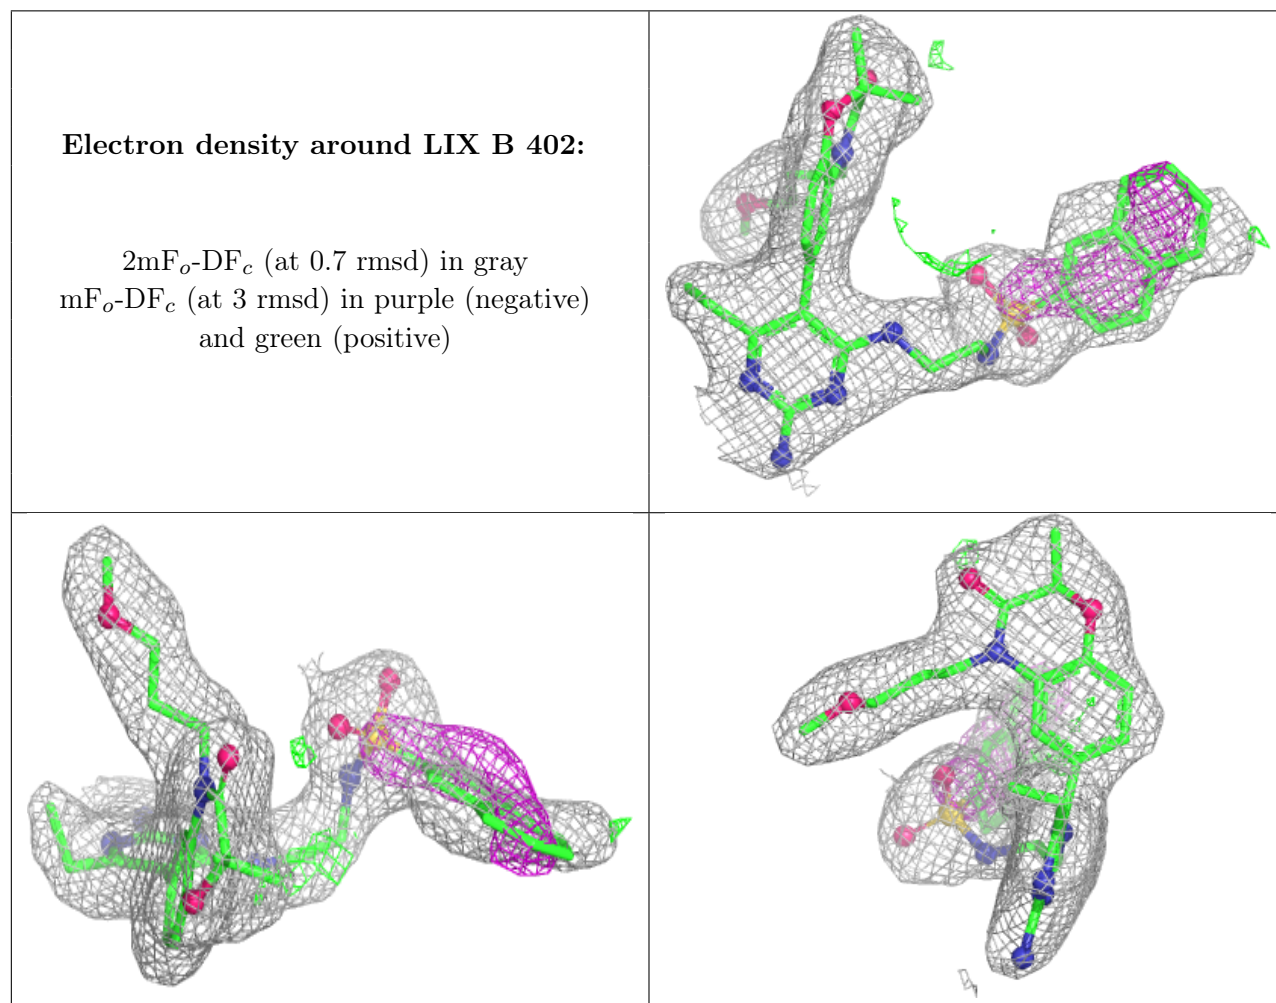 Electron density around LIX B 402:
2mFo-DFc (at 0.7 rmsd) in gray
mFo-DFc (at 3 rmsd) in purple (negative)
and green (positive)